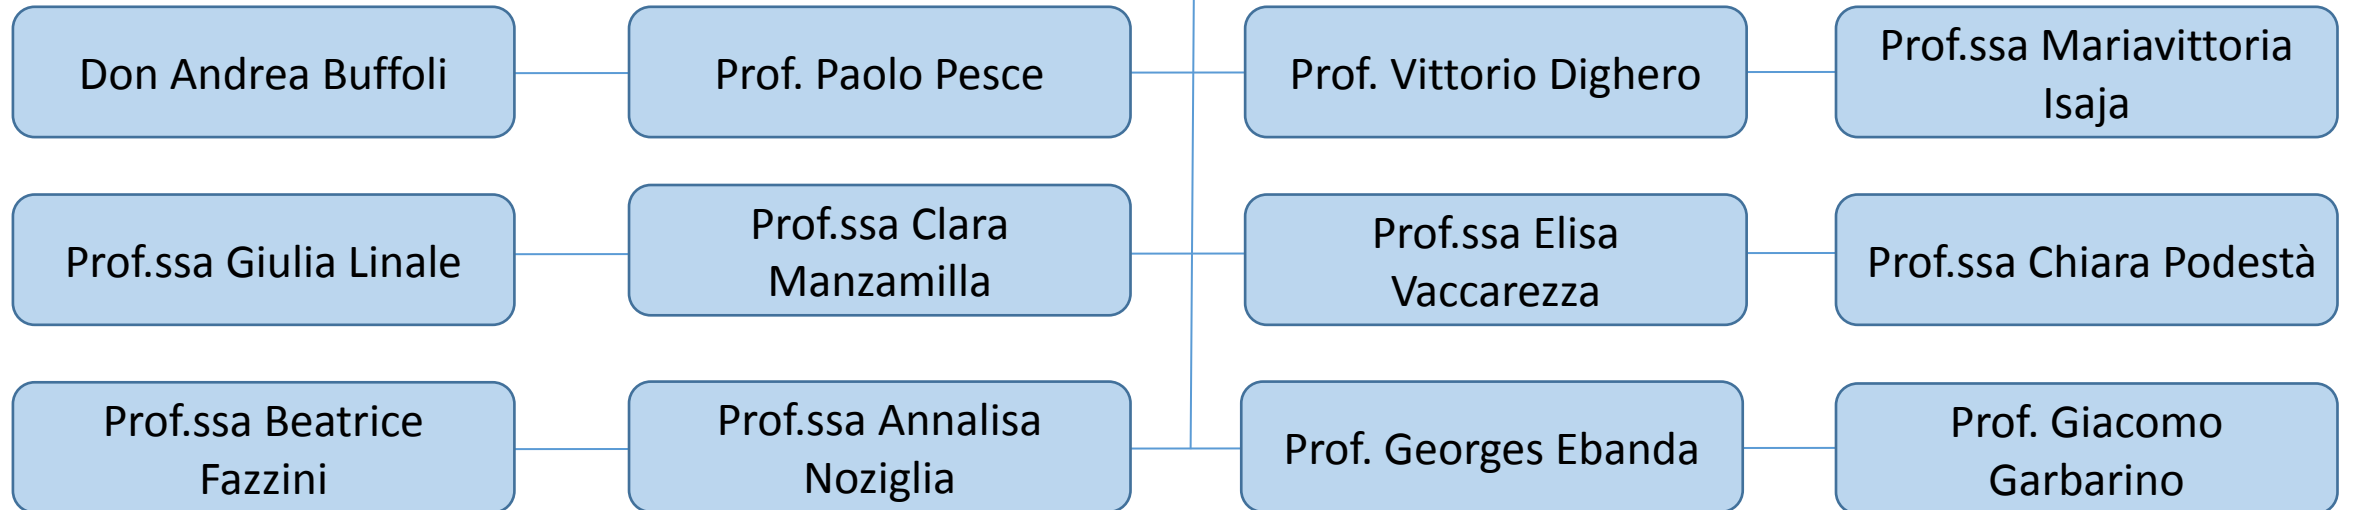 Don Andrea Buffoli
Prof. Paolo Pesce
Prof. Vittorio Dighero
Prof.ssa Mariavittoria
Isaja
Prof.ssa Giulia Linale
Prof.ssa Clara
Manzamilla
Prof.ssa Elisa
Vaccarezza
Prof.ssa Chiara Podestà
Prof.ssa Beatrice
Fazzini
Prof.ssa Annalisa
Noziglia
Prof. Georges Ebanda
Prof. Giacomo
Garbarino